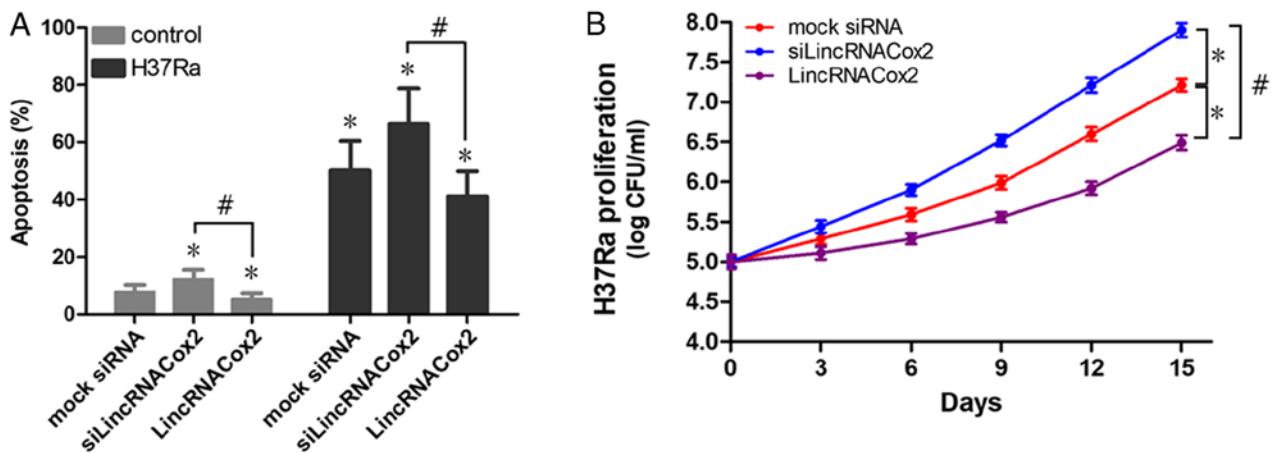 A
100
80
60
40
20
0
Apoptosis (%)
control
H37Ra
*
*
#
*
*
*
#
*
mock siRNA
siLincRNACox2
LincRNACox2
mock siRNA
siLincRNACox2
LincRNACox2
B
8.0
7.5
7.0
6.5
6.0
5.5
5.0
4.5
4.0
H37Ra proliferation
(log CFU/ml)
mock siRNA
siLincRNACox2
LincRNACox2
*
*
#
0 3 6 9 12 15
Days